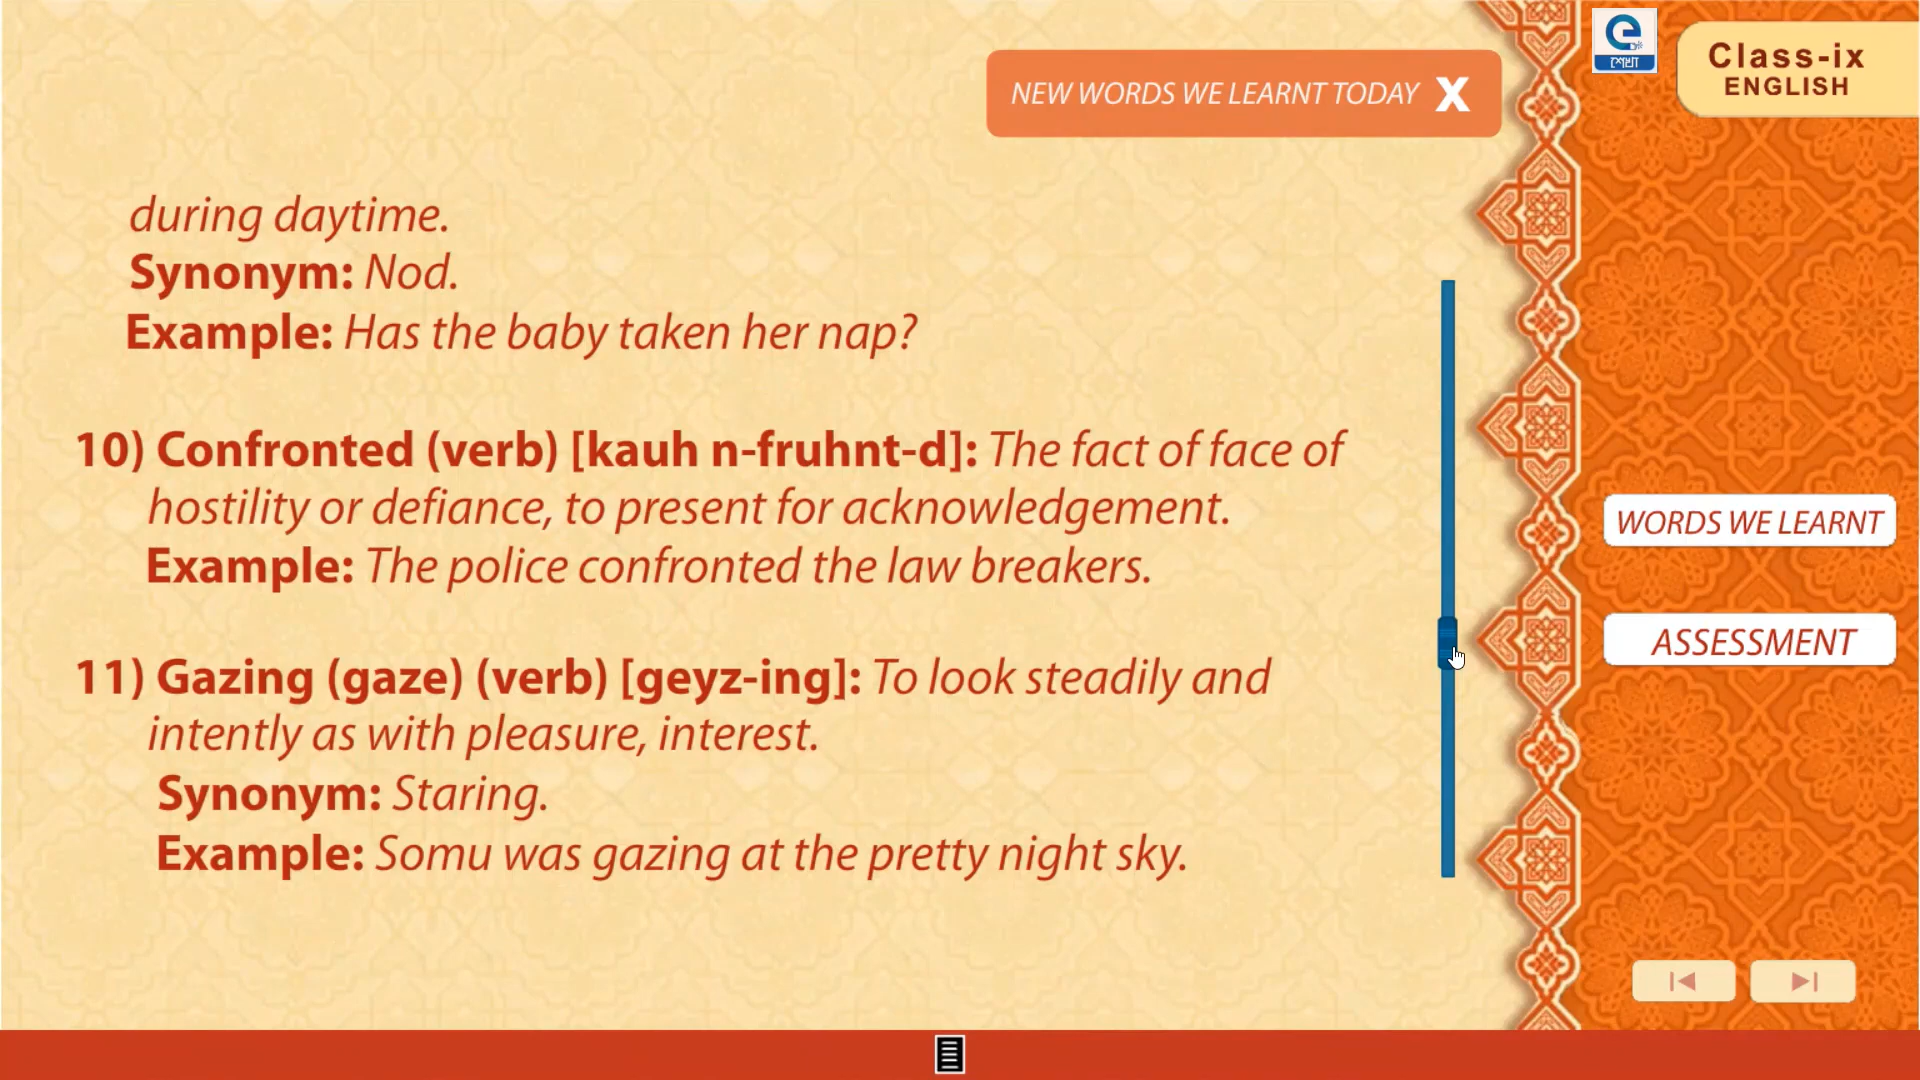 NEW WORDS WE LEARNT TODAY X
Class-ix
ENGLISH
during daytime.
Synonym: Nod.
Example: Has the baby taken her nap?
10) Confronted (verb) [kauh n-fruhnt-d]: The fact of face of
hostility or defiance, to present for acknowledgement.
Example: The police confronted the law breakers.
11) Gazing (gaze) (verb) [geyz-ing]: To look steadily and
intently as with pleasure, interest.
Synonym: Staring.
Example: Somu was gazing at the pretty night sky.
WORDS WE LEARNT
ASSESSMENT